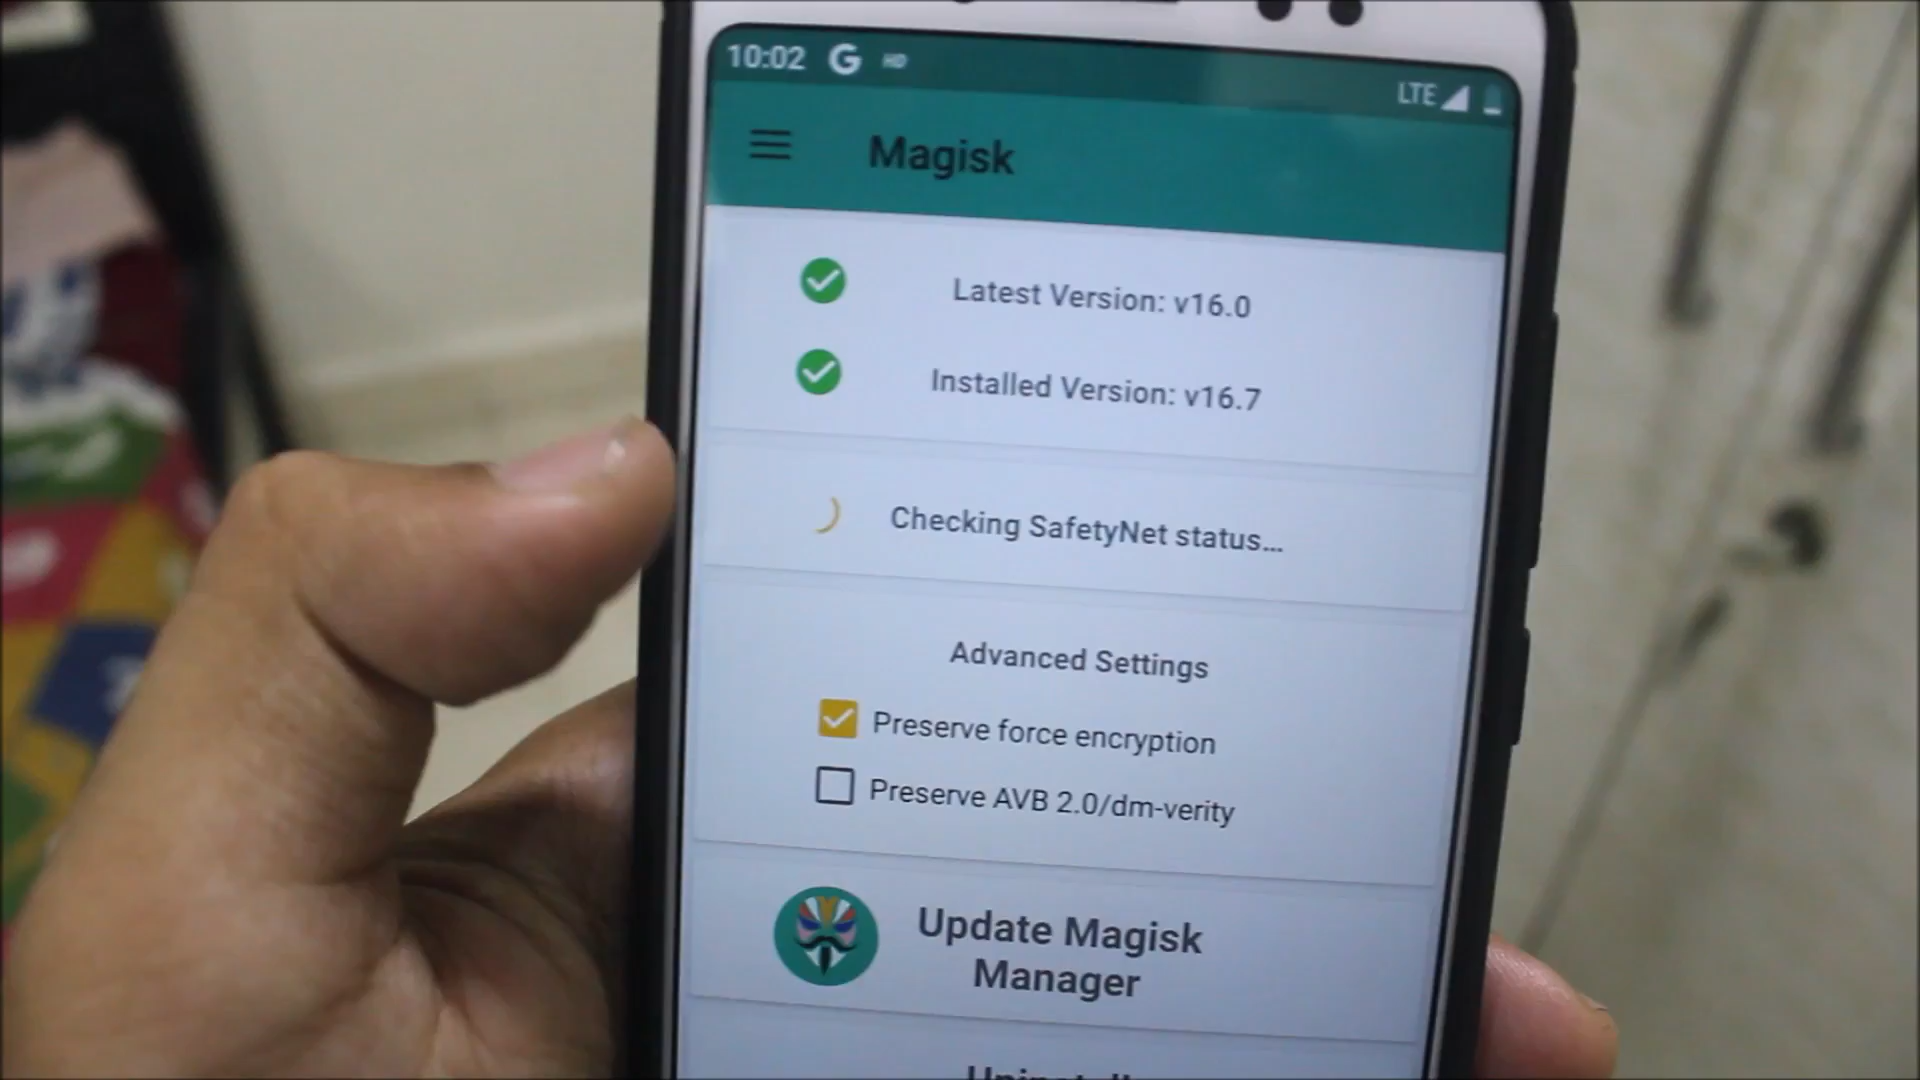 10:02 G HD LTE
Magisk
Latest Version: v16.0
Installed Version: v16.7
Checking SafetyNet status...
Advanced Settings
Preserve force encryption
Preserve AVB 2.0/dm-verity
Update Magisk
Manager